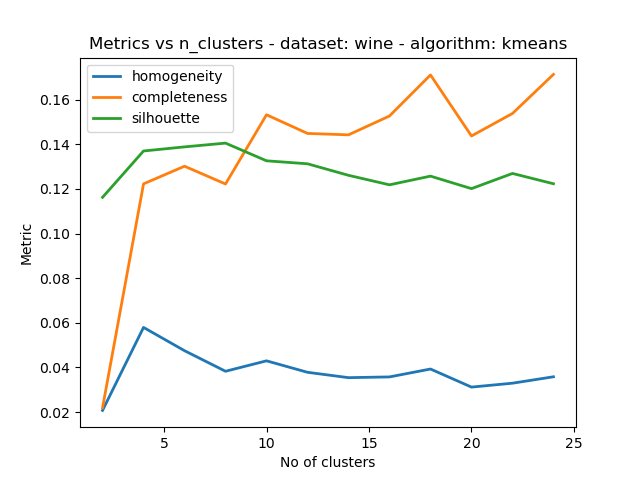 Metrics vs n_clusters - dataset: wine - algorithm: kmeans
homogeneity
completeness
silhouette
0.16
0.14
0.12
0.10
0.08
0.06
0.04
0.02
Metric
5
10
15
20
25
No of clusters